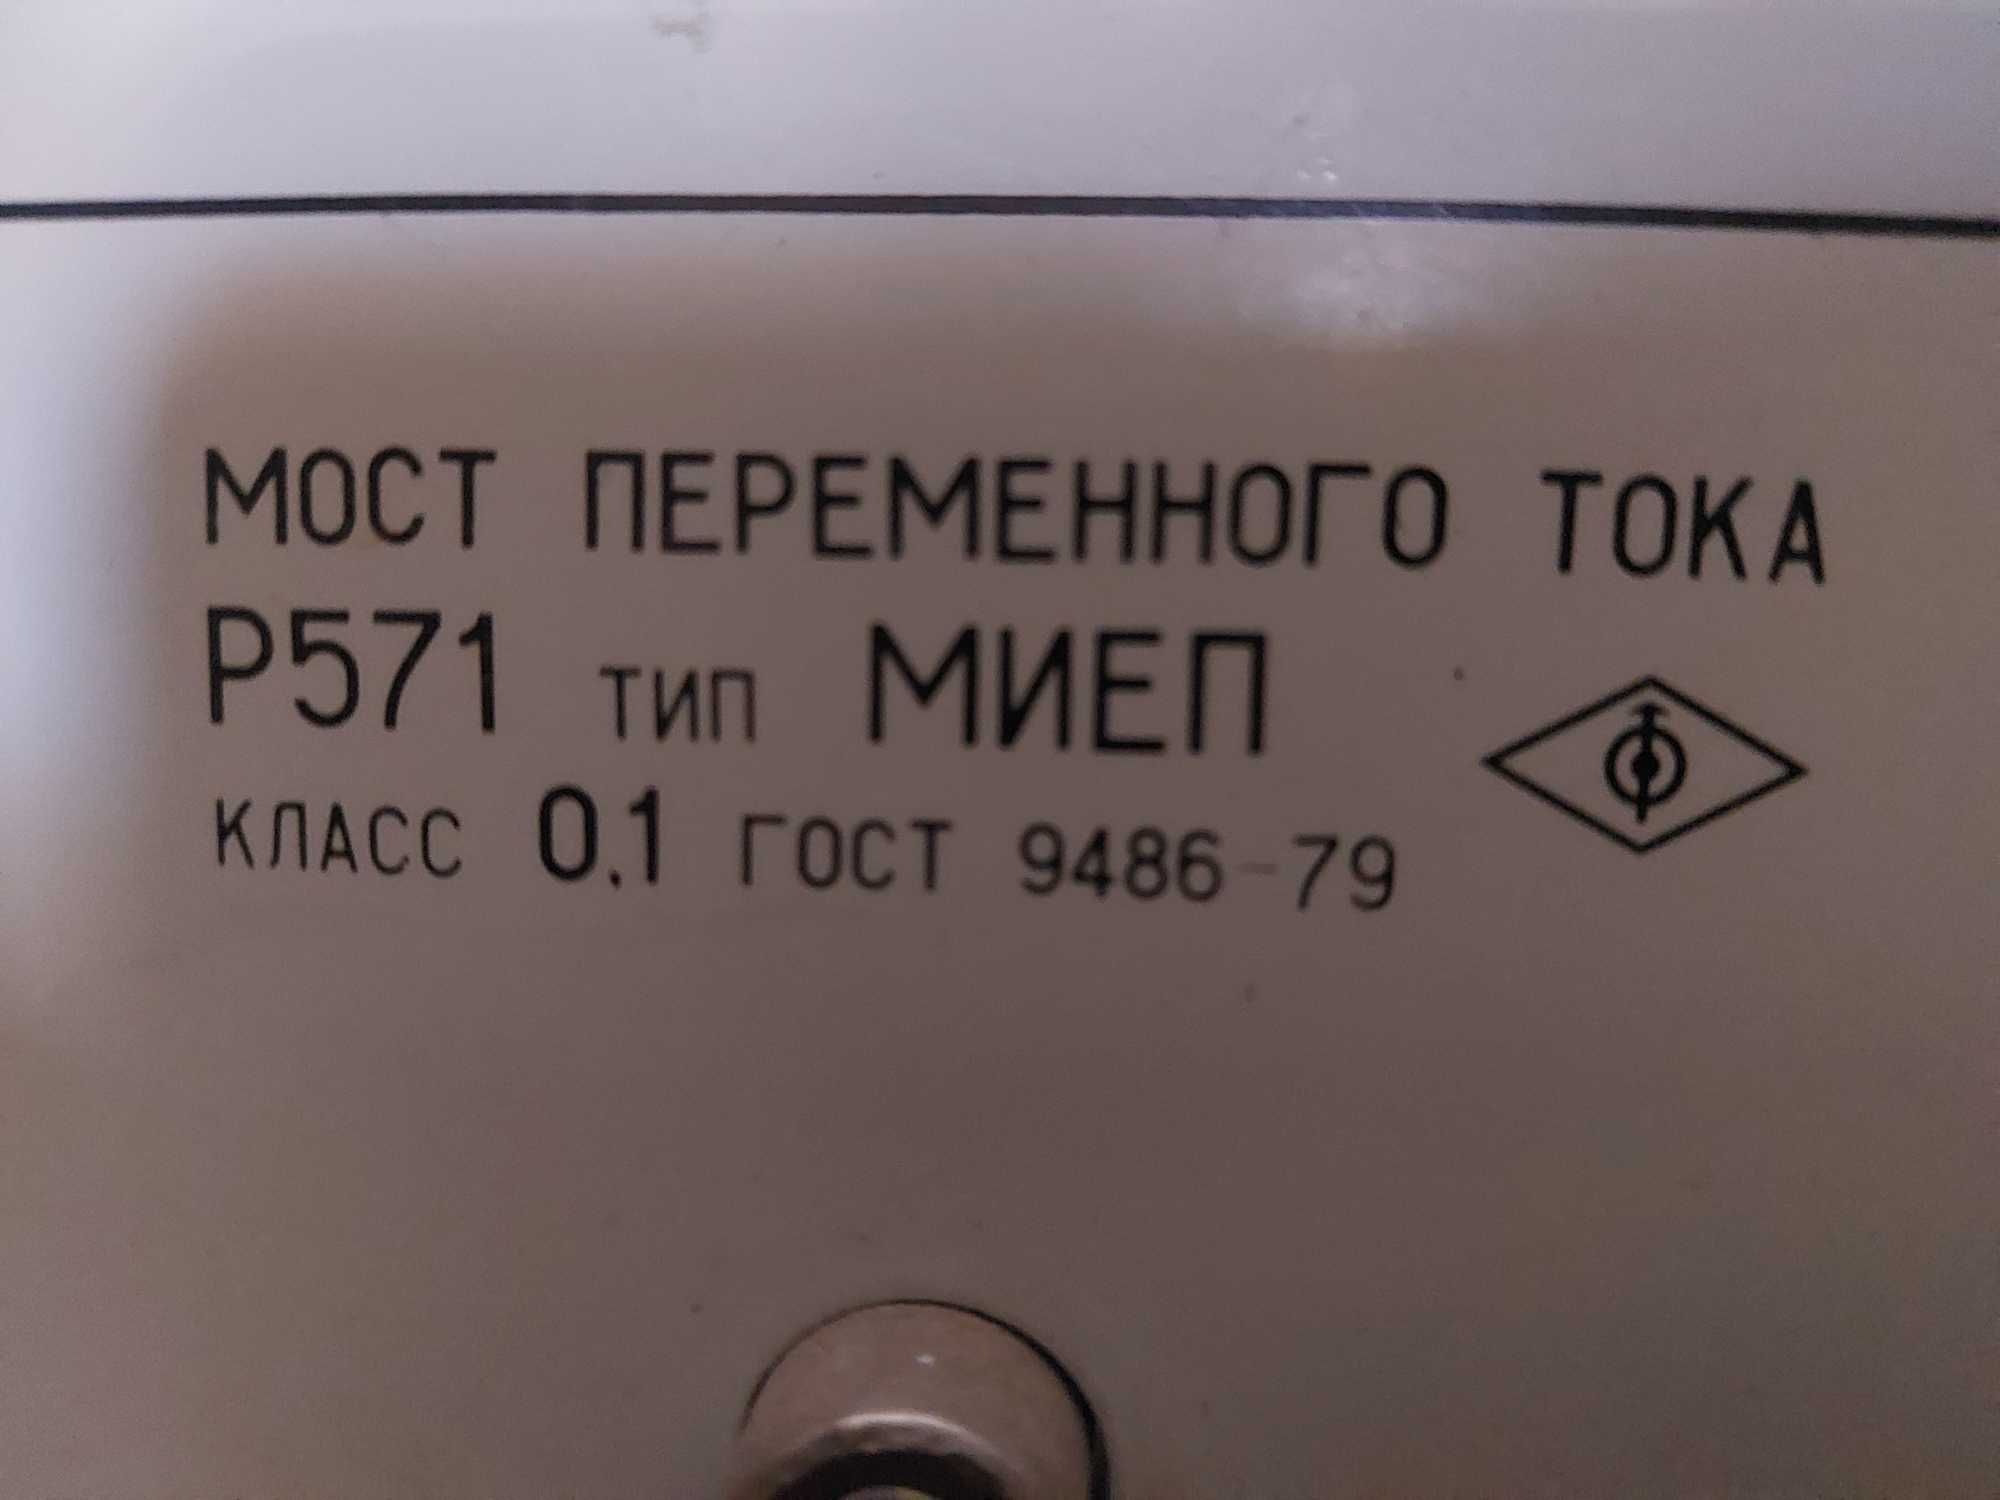 МОСТ ПЕРЕМЕННОГО ТОКА
Р571 ТИП МИЕП
КЛАСС 0.1 ГОСТ 9486-79